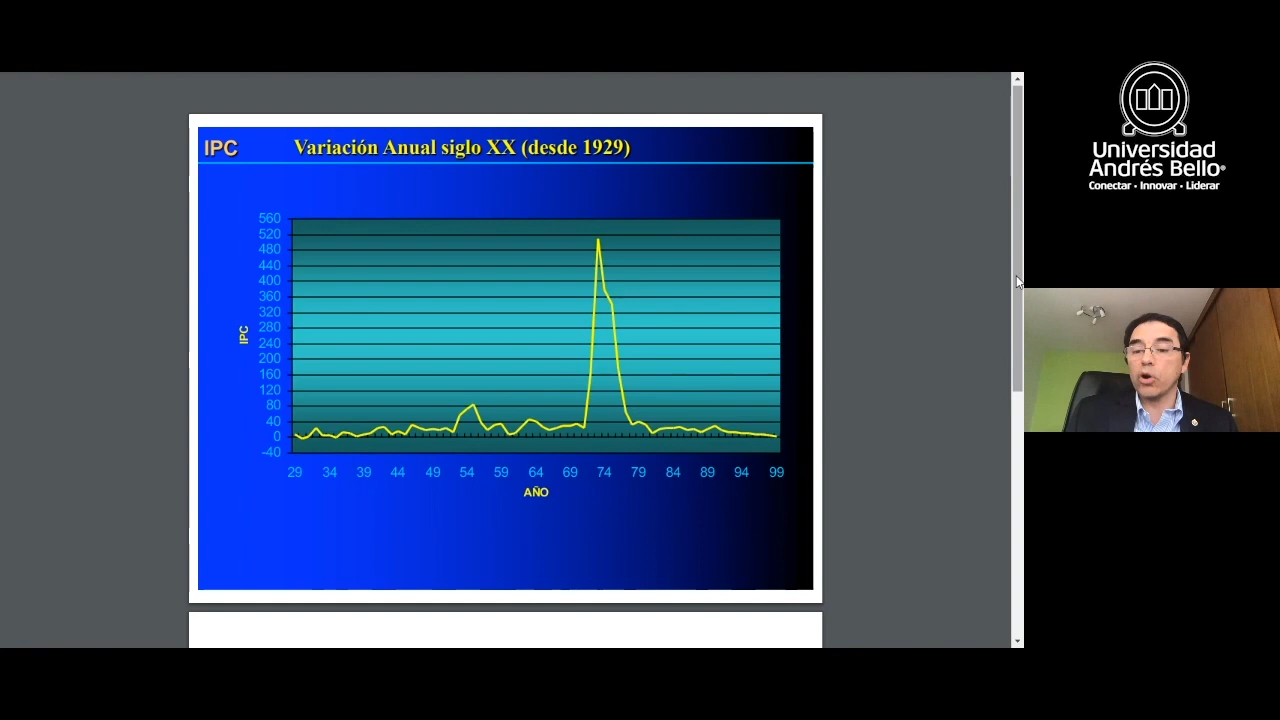 IPC
Variación Anual siglo XX (desde 1929)
560
520
480
440
400
360
320
280
240
200
160
120
80
40
0
-40
IPC
29 34 39 44 49 54 59 64 69 74 79 84 89 94 99
AÑO
Universidad
Andrés Bello®
Conectar • Innovar • Liderar